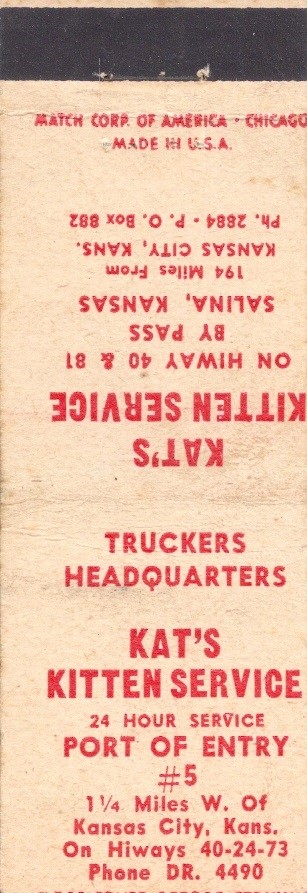 MATCH CORP. OF AMERICA · CHICAGO
MADE IN U.S.A.
KAT'S
KITTEN SERVICE
ON HIWAY 40 & 81
BY PASS
SALINA, KANSAS
194 Miles From
KANSAS CITY, KANS.
Ph. 2884 - P. O. Box 882
TRUCKERS
HEADQUARTERS
KAT'S
KITTEN SERVICE
24 HOUR SERVICE
PORT OF ENTRY
#5
1¼ Miles W. Of
Kansas City, Kans.
On Hiways 40-24-73
Phone DR. 4490